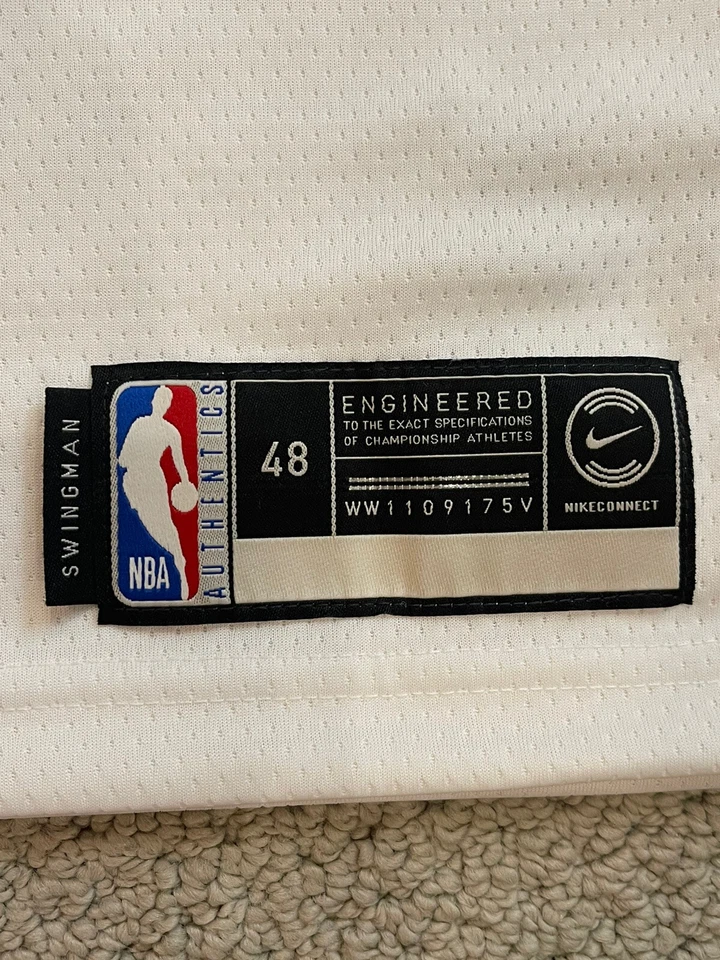 SWINGMAN
NBA
AUTHENTICS
48
ENGINEERED
TO THE EXACT SPECIFICATIONS
OF CHAMPIONSHIP ATHLETES
WW1109175V
NIKECONNECT